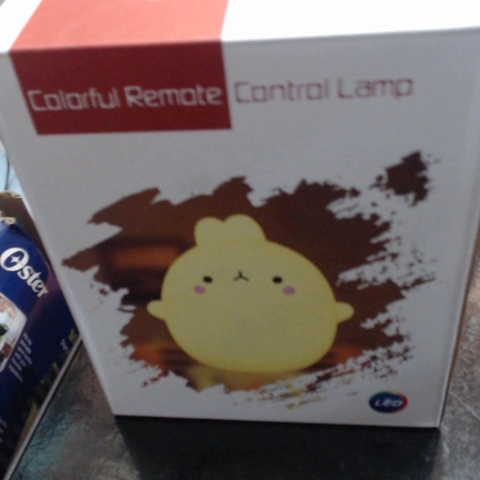 Colorful Remote Control Lamp
Oster
LED